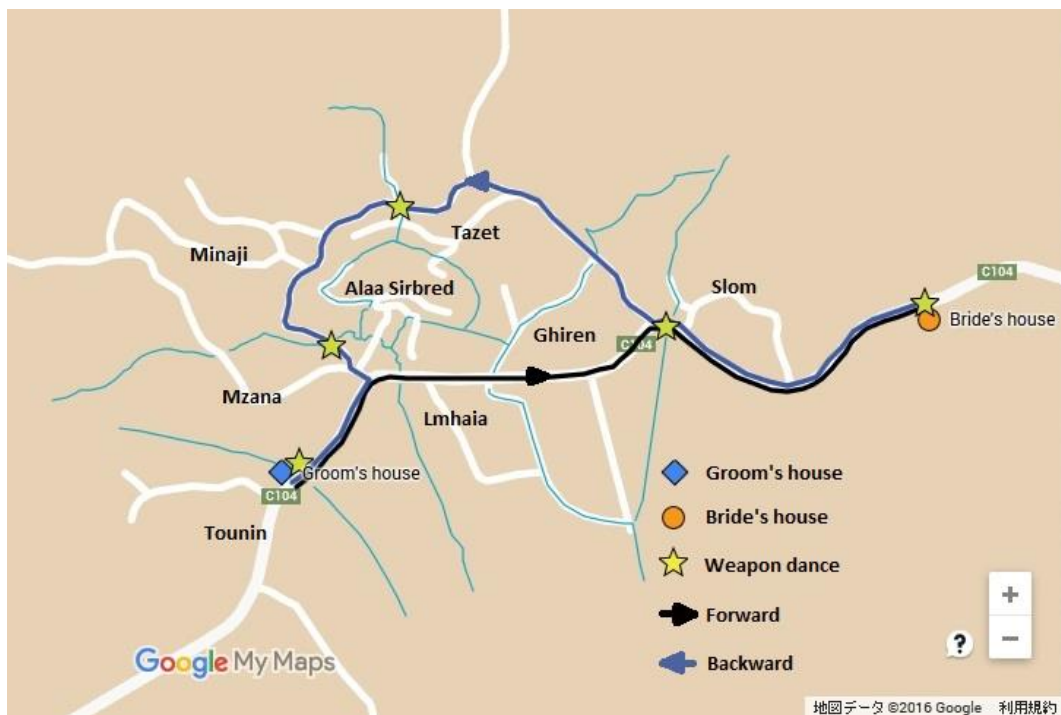 Tazet
Minaji
Alaa Sirbred
Slom
C104
Ghiren
C104
Bride's house
Mzana
Lmhaia
Groom's house
C104
Tounin
Groom's house
Bride's house
Weapon dance
Forward
Backward
+
−
?
Google My Maps
地図データ ©2016 Google 利用規約